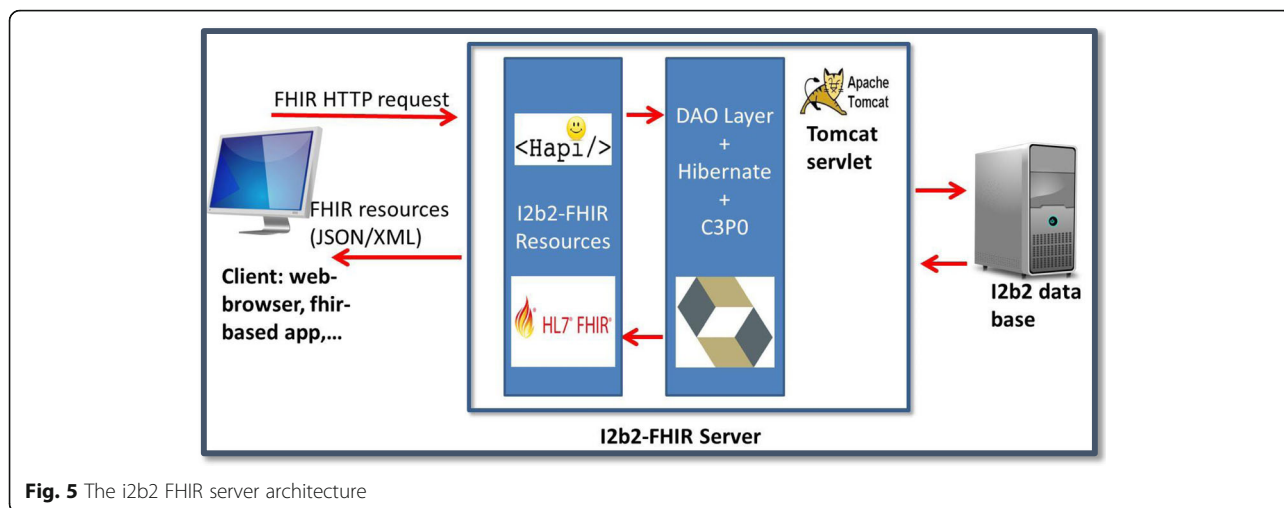 FHIR HTTP request
FHIR resources
(JSON/XML)
Client: web-
browser, fhir-
based app,...
<Hapi/>
I2b2-FHIR
Resources
HL7® FHIR®
DAO Layer
+
Hibernate
+
C3P0
Apache
Tomcat
Tomcat
servlet
I2b2 data
base
I2b2-FHIR Server
Fig. 5 The i2b2 FHIR server architecture